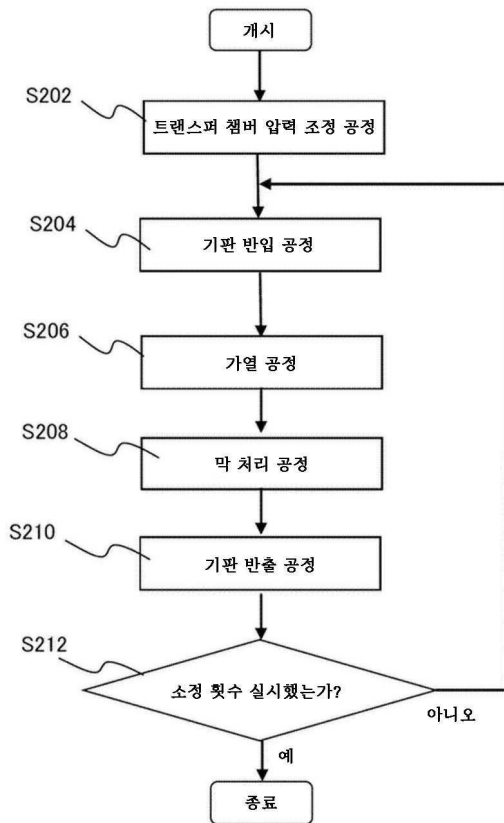 개시
S202
트랜스퍼 챔버 압력 조정 공정
S204
기판 반입 공정
S206
가열 공정
S208
막 처리 공정
S210
기판 반출 공정
S212
소정 횟수 실시했는가?
아니오
예
종료